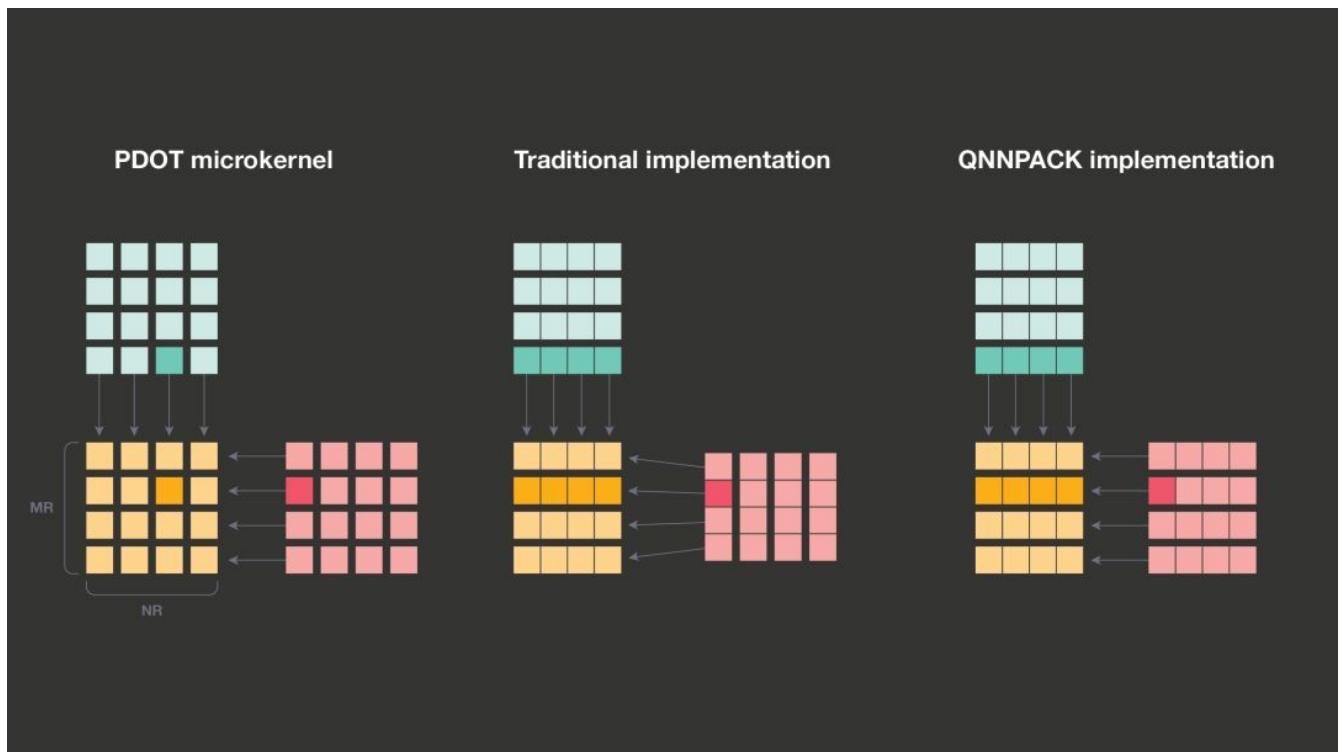 PDOT microkernel
Traditional implementation
QNNPACK implementation
MR
NR